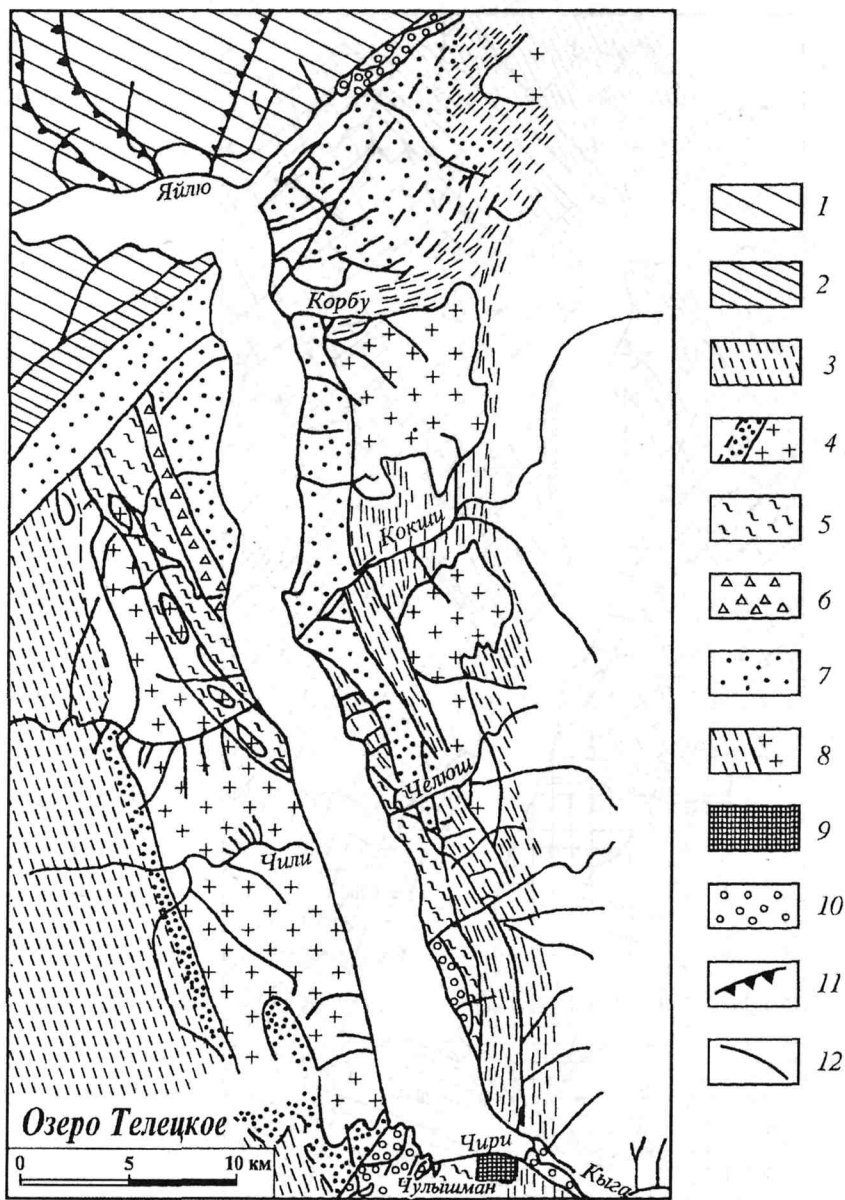 Яйлю
Корбу
Кокши
Челюш
Чили
Озеро Телецкое
0 5 10 км
Чири
Чулышман
Кыга
1
2
3
4
5
6
7
8
9
10
11
12